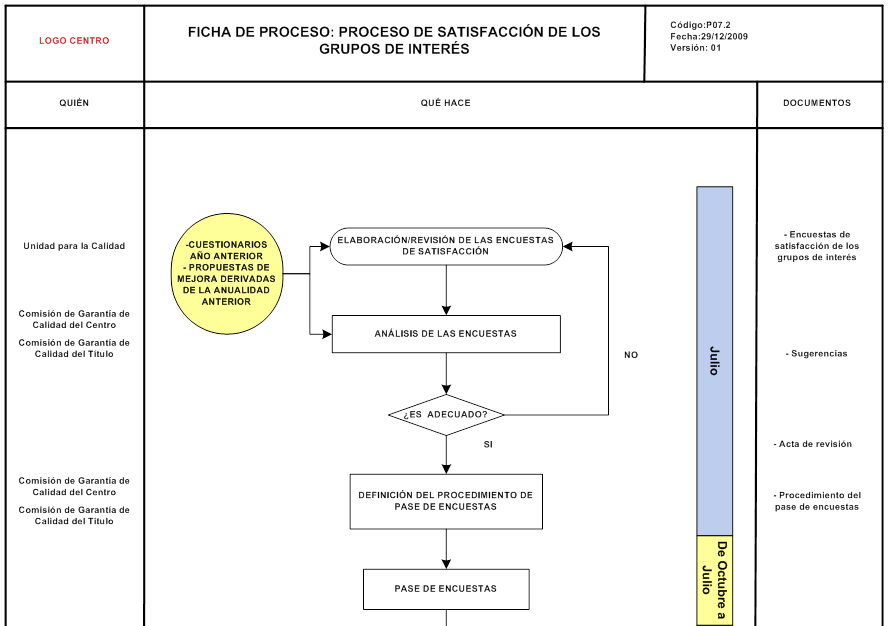 LOGO CENTRO
FICHA DE PROCESO: PROCESO DE SATISFACCIÓN DE LOS
GRUPOS DE INTERÉS
Código:P07.2
Fecha:29/12/2009
Versión: 01
QUIÉN
QUÉ HACE
DOCUMENTOS
Unidad para la Calidad
-CUESTIONARIOS
AÑO ANTERIOR
- PROPUESTAS DE
MEJORA DERIVADAS
DE LA ANUALIDAD
ANTERIOR
ELABORACIÓN/REVISIÓN DE LAS ENCUESTAS
DE SATISFACCIÓN
- Encuestas de
satisfacción de los
grupos de interés
Comisión de Garantía de
Calidad del Centro
Comisión de Garantía de
Calidad del Título
ANÁLISIS DE LAS ENCUESTAS
NO
Julio
- Sugerencias
¿ES ADECUADO?
SI
- Acta de revisión
Comisión de Garantía de
Calidad del Centro
Comisión de Garantía de
Calidad del Título
DEFINICIÓN DEL PROCEDIMIENTO DE
PASE DE ENCUESTAS
- Procedimiento del
pase de encuestas
PASE DE ENCUESTAS
De Octubre a
Julio